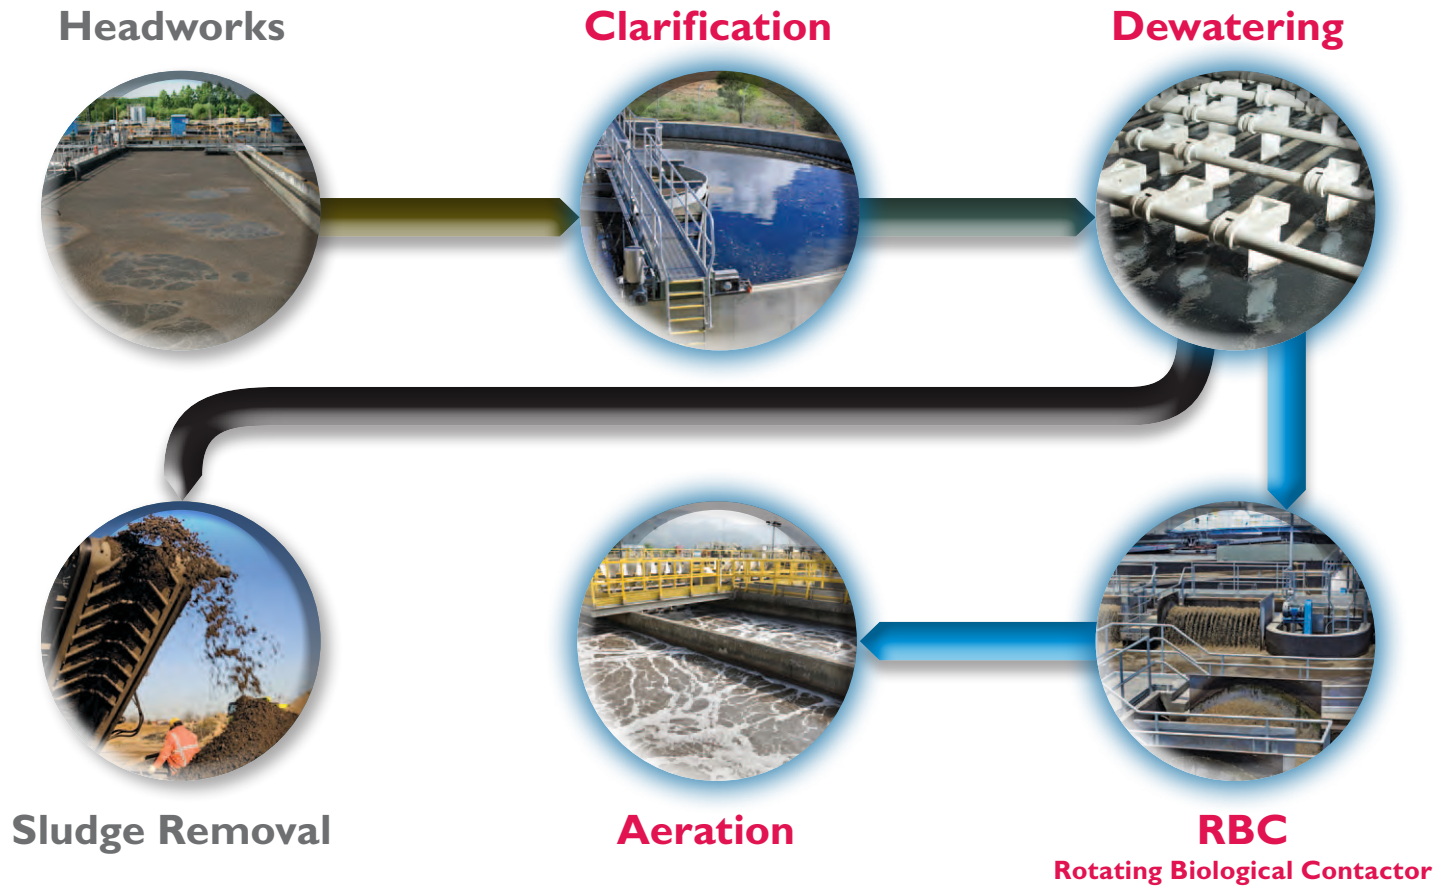 Headworks
Clarification
Dewatering
Sludge Removal
Aeration
RBC
Rotating Biological Contactor